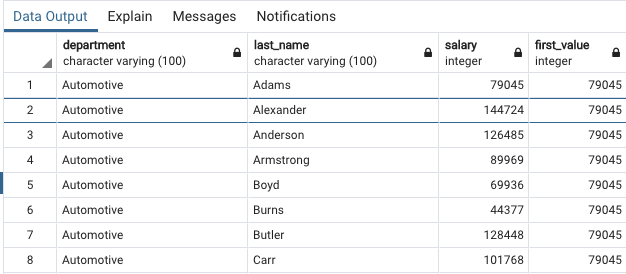 Data Output Explain Messages Notifications
department last_name salary first_value
character varying (100) character varying (100) integer integer
1 Automotive Adams 79045 79045
2 Automotive Alexander 144724 79045
3 Automotive Anderson 126485 79045
4 Automotive Armstrong 89969 79045
5 Automotive Boyd 69936 79045
6 Automotive Burns 44377 79045
7 Automotive Butler 128448 79045
8 Automotive Carr 101768 79045